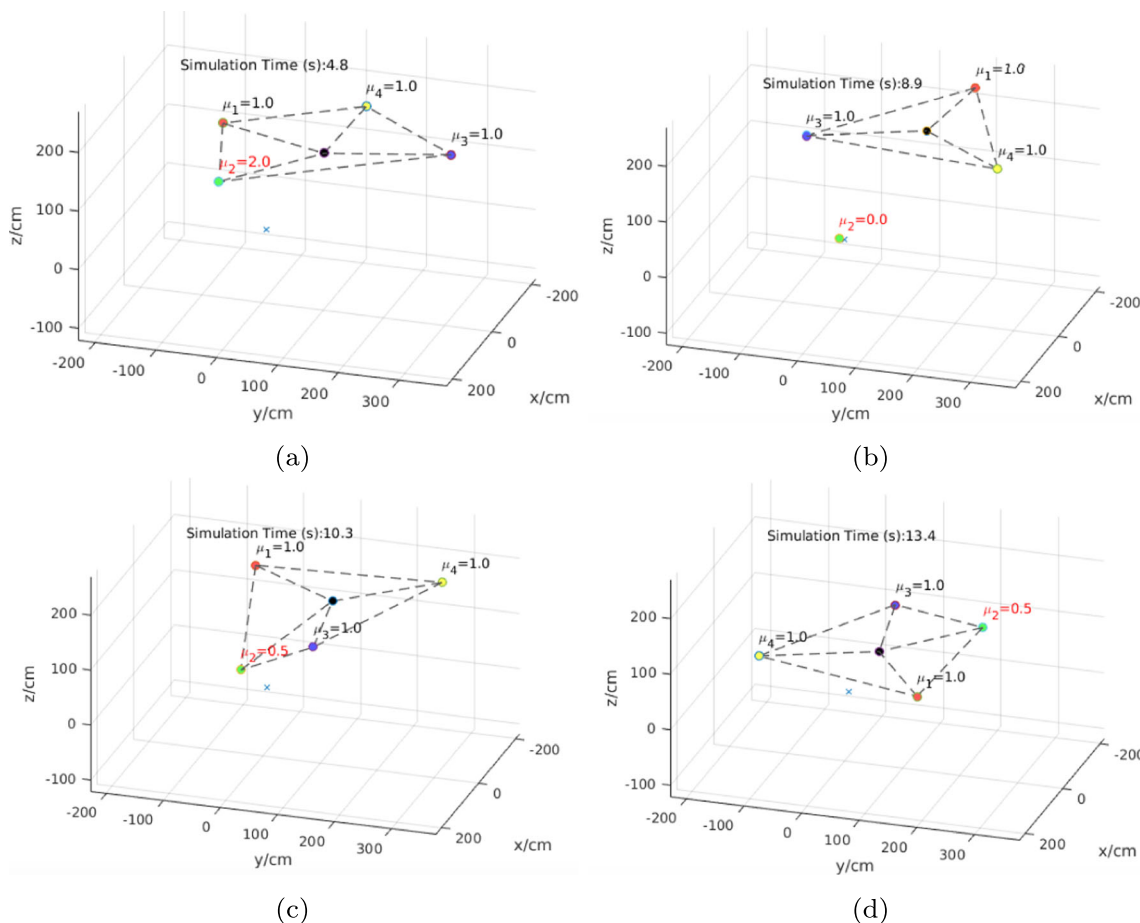 Simulation Time (s):4.8
μ4=1.0
μ1=1.0
μ3=1.0
μ2=2.0
200
100
0
-100
z/cm
-200
-100
0
100
200
300
y/cm
-200
0
200
x/cm
(a)
Simulation Time (s):8.9
μ1=1.0
μ3=1.0
μ4=1.0
μ2=0.0
200
100
0
-100
z/cm
-200
-100
0
100
200
300
y/cm
-200
0
200
x/cm
(b)
Simulation Time (s):10.3
μ1=1.0
μ4=1.0
μ3=1.0
μ2=0.5
200
100
0
-100
z/cm
-200
-100
0
100
200
300
y/cm
-200
0
200
x/cm
(c)
Simulation Time (s):13.4
μ3=1.0
μ2=0.5
μ4=1.0
μ1=1.0
200
100
0
-100
z/cm
-200
-100
0
100
200
300
y/cm
-200
0
200
x/cm
(d)